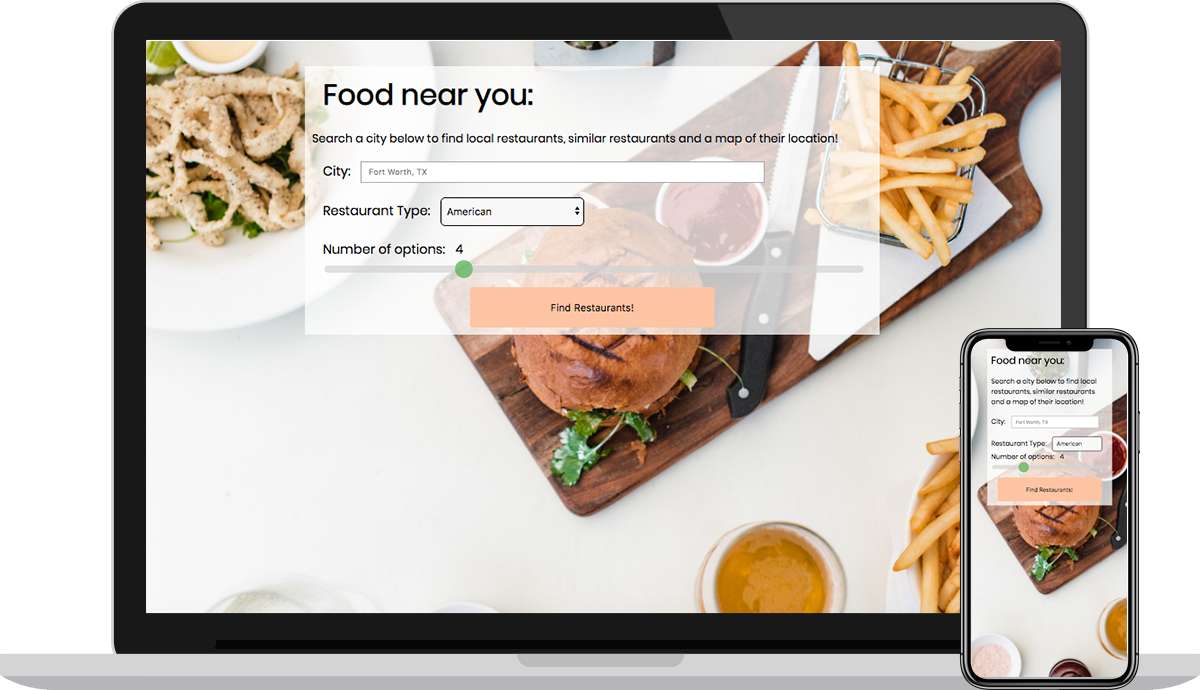 Food near you:
Search a city below to find local restaurants, similar restaurants and a map of their location!
City: Fort Worth, TX
Restaurant Type: American
Number of options: 4
Find Restaurants!
Food near you:
Search a city below to find local
restaurants, similar restaurants
and a map of their location!
City: Fort Worth, TX
Restaurant Type: American
Number of options: 4
Find Restaurants!